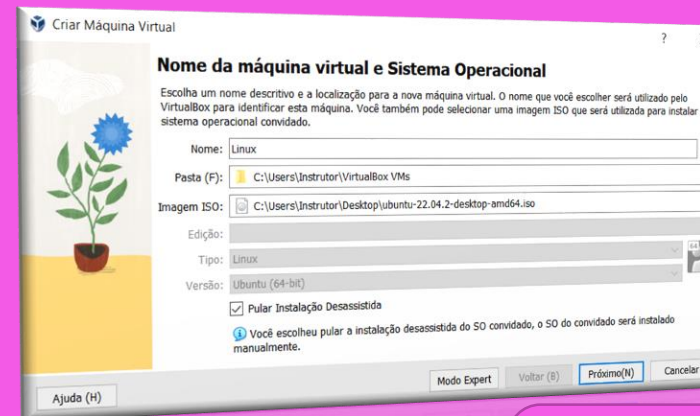 Criar Máquina Virtual
?
Nome da máquina virtual e Sistema Operacional
Escolha um nome descritivo e a localização para a nova máquina virtual. O nome que você escolher será utilizado pelo
VirtualBox para identificar esta máquina. Você também pode selecionar uma imagem ISO que será utilizada para instalar
sistema operacional convidado.
Nome: Linux
Pasta (F): C:\Users\Instrutor\VirtualBox VMs
Imagem ISO: C:\Users\Instrutor\Desktop\ubuntu-22.04.2-desktop-amd64.iso
Edição:
Tipo: Linux
64
Versão: Ubuntu (64-bit)
Pular Instalação Desassistida
Você escolheu pular a instalação desassistida do SO convidado, o SO do convidado será instalado
manualmente.
Ajuda (H) Modo Expert Voltar (B) Próximo(N) Cancelar